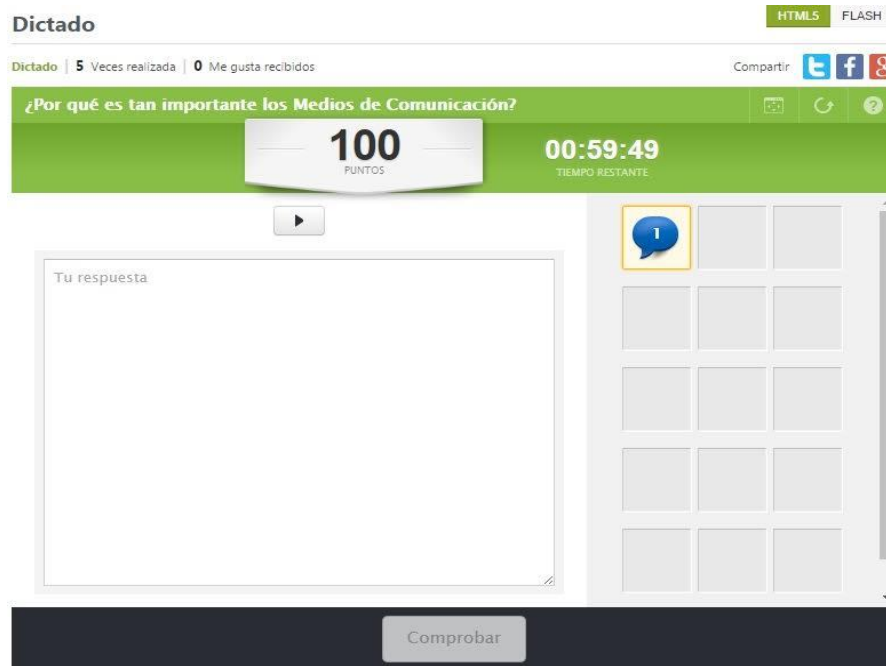 Dictado
HTML5 FLASH
Dictado | 5 Veces realizada | 0 Me gusta recibidos
Compartir
¿Por qué es tan importante los Medios de Comunicación?
100
PUNTOS
00:59:49
TIEMPO RESTANTE
1
Tu respuesta
Comprobar